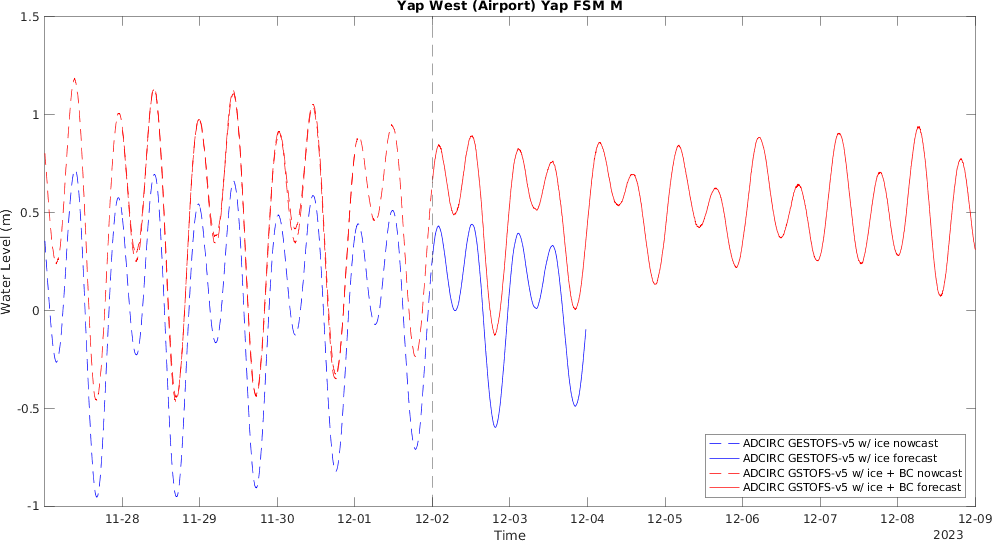 Yap West (Airport) Yap FSM M
1.5
1
0.5
0
-0.5
-1
Water Level (m)
11-28 11-29 11-30 12-01 12-02 12-03 12-04 12-05 12-06 12-07 12-08 12-09
Time
2023
ADCIRC GESTOFS-v5 w/ ice nowcast
ADCIRC GESTOFS-v5 w/ ice forecast
ADCIRC GSTOFS-v5 w/ ice + BC nowcast
ADCIRC GSTOFS-v5 w/ ice + BC forecast